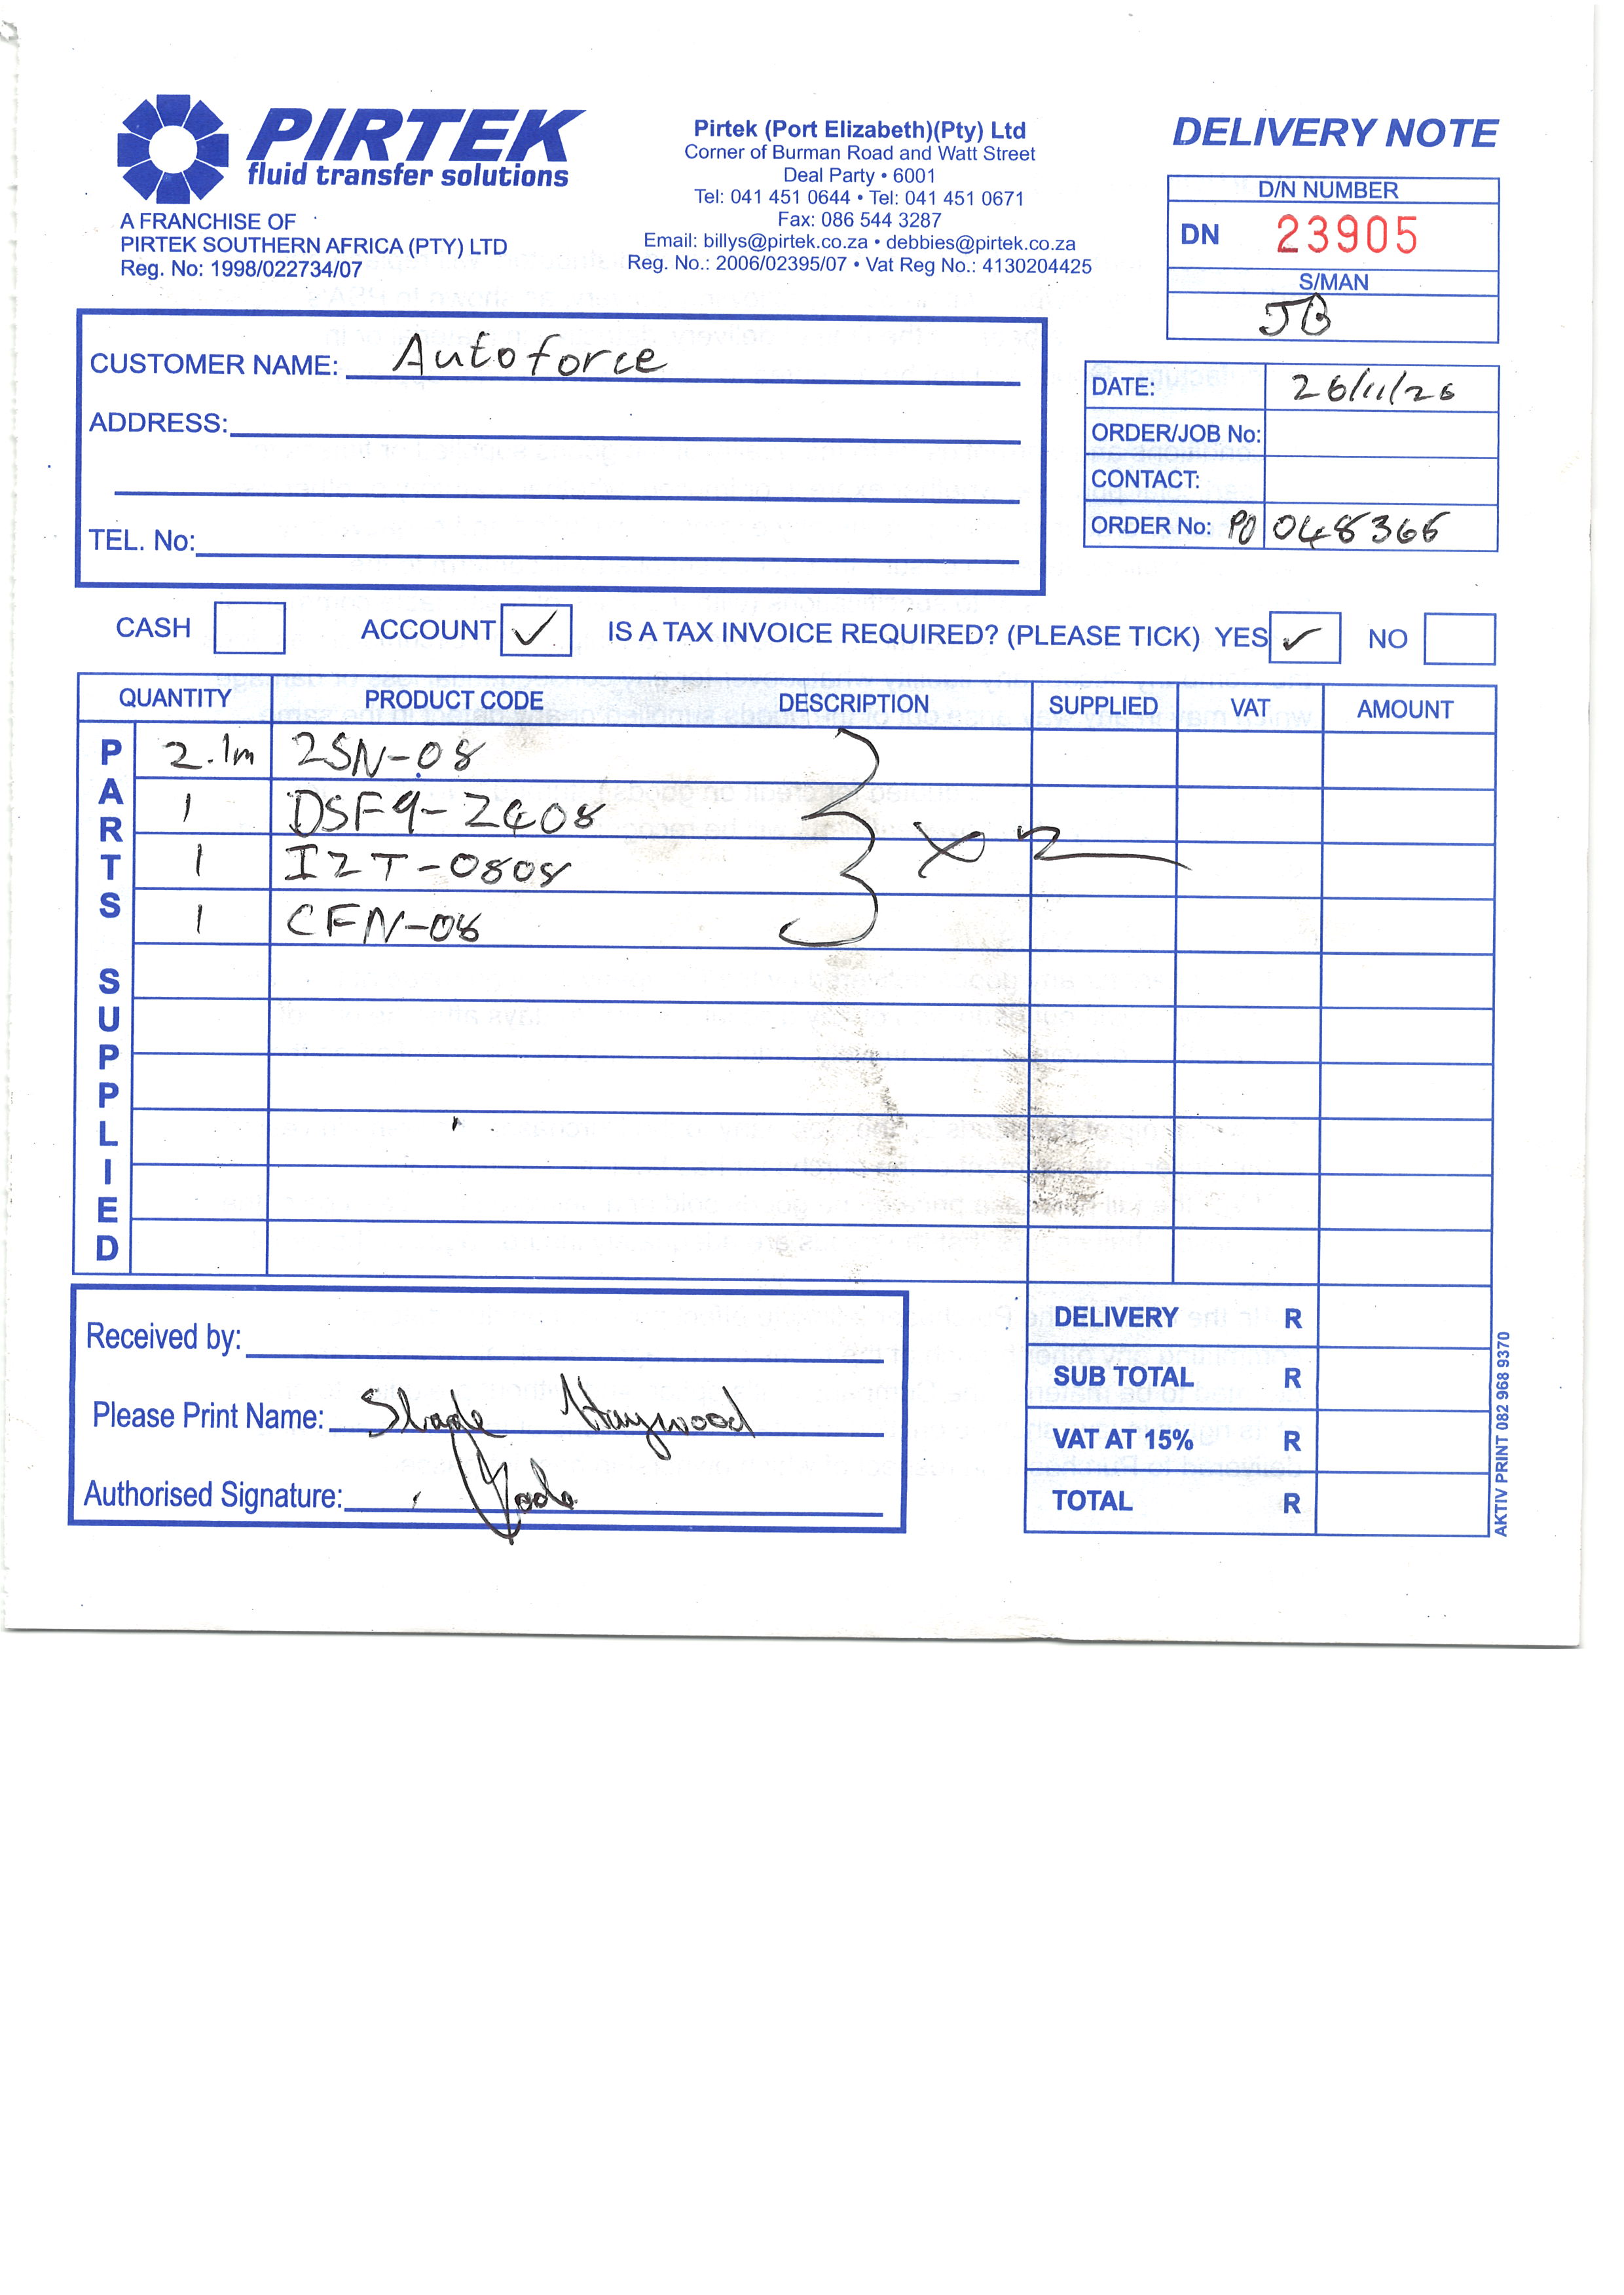 PIRTEK
fluid transfer solutions
A FRANCHISE OF
PIRTEK SOUTHERN AFRICA (PTY) LTD
Reg. No: 1998/022734/07
Pirtek (Port Elizabeth)(Pty) Ltd
Corner of Burman Road and Watt Street
Deal Party • 6001
Tel: 041 451 0644 • Tel: 041 451 0671
Fax: 086 544 3287
Email: billys@pirtek.co.za • debbies@pirtek.co.za
Reg. No.: 2006/02395/07 • Vat Reg No.: 4130204425
DELIVERY NOTE
D/N NUMBER
DN 23905
S/MAN
JB
CUSTOMER NAME: Autoforce
ADDRESS:
TEL. No:
DATE: 26/11/26
ORDER/JOB No:
CONTACT:
ORDER No: PO 048366
CASH ACCOUNT ✓ IS A TAX INVOICE REQUIRED? (PLEASE TICK) YES ✓ NO
QUANTITY PRODUCT CODE DESCRIPTION SUPPLIED VAT AMOUNT
PARTS SUPPLIED
2.1m 2SN-08
1 DSF9-2408
1 IZT-0808
1 CFN-08
x 2
Received by:
Please Print Name: Slade Haywood
Authorised Signature:
DELIVERY R
SUB TOTAL R
VAT AT 15% R
TOTAL R
AKTIV PRINT 082 968 9370